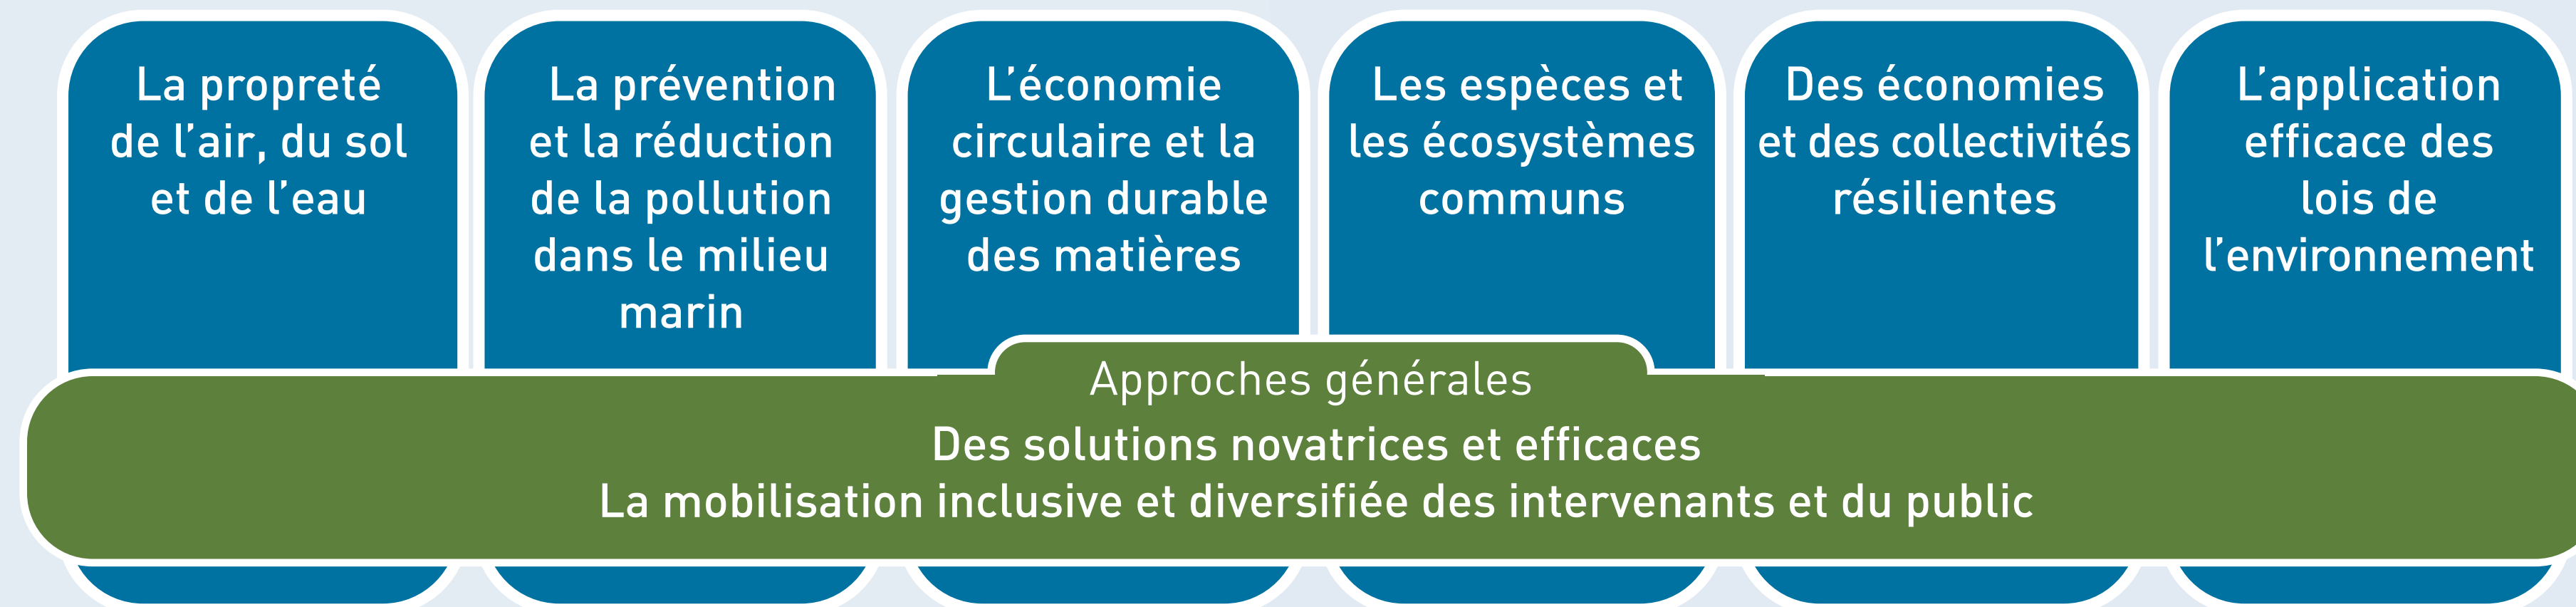 La propreté
de l’air, du sol
et de l’eau
La prévention
et la réduction
de la pollution
dans le milieu
marin
L’économie
circulaire et la
gestion durable
des matières
Les espèces et
les écosystèmes
communs
Des économies
et des collectivités
résilientes
L’application
efficace des
lois de
l’environnement
Approches générales
Des solutions novatrices et efficaces
La mobilisation inclusive et diversifiée des intervenants et du public